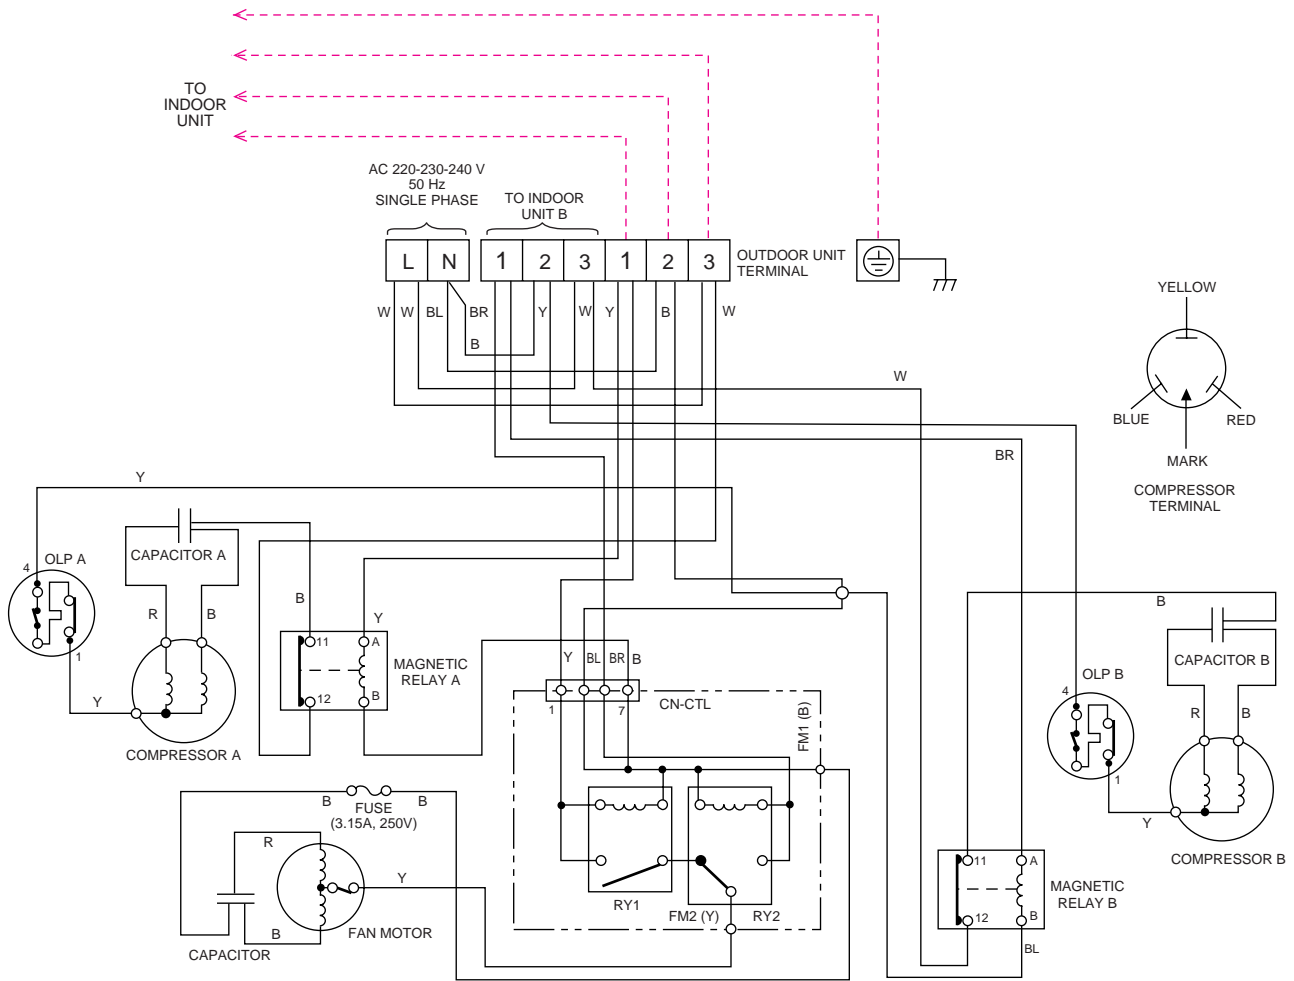 TO
INDOOR
UNIT
AC 220-230-240 V
50 Hz
SINGLE PHASE
TO INDOOR
UNIT B
L N 1 2 3 1 2 3
OUTDOOR UNIT
TERMINAL
W W BL BR Y W Y B W
B
W
BR
YELLOW
BLUE
RED
MARK
COMPRESSOR
TERMINAL
Y
CAPACITOR A
OLP A
4
1
R B
B
Y
Y
COMPRESSOR A
11
12
A
B
MAGNETIC
RELAY A
Y BL BR B
CN-CTL
1 7
FM1 (B)
B
FUSE
(3.15A, 250V)
B
R
Y
B
CAPACITOR
FAN MOTOR
RY1
FM2 (Y)
RY2
B
CAPACITOR B
OLP B
4
1
R B
Y
COMPRESSOR B
11
12
A
B
MAGNETIC
RELAY B
BL